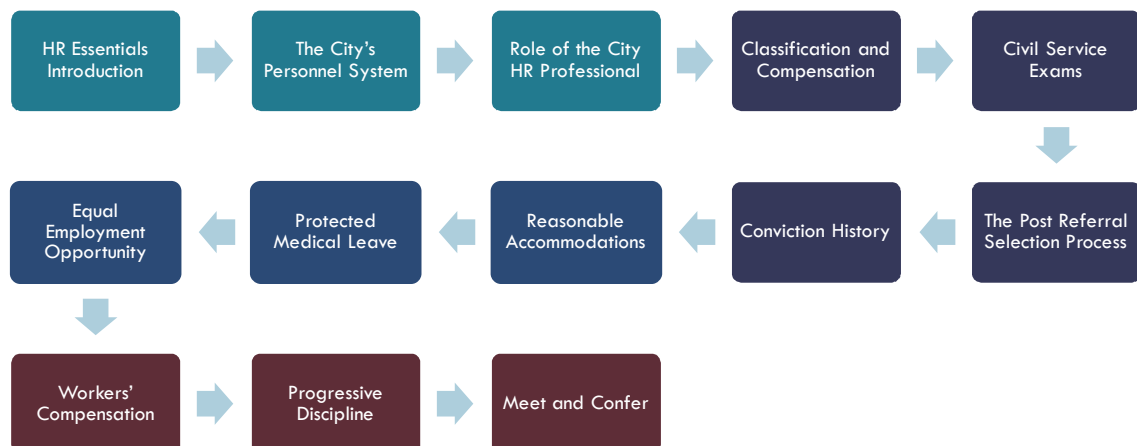 HR Essentials
Introduction
The City's
Personnel System
Role of the City
HR Professional
Classification and
Compensation
Civil Service
Exams
The Post Referral
Selection Process
Conviction History
Reasonable
Accommodations
Protected
Medical Leave
Equal
Employment
Opportunity
Workers'
Compensation
Progressive
Discipline
Meet and Confer